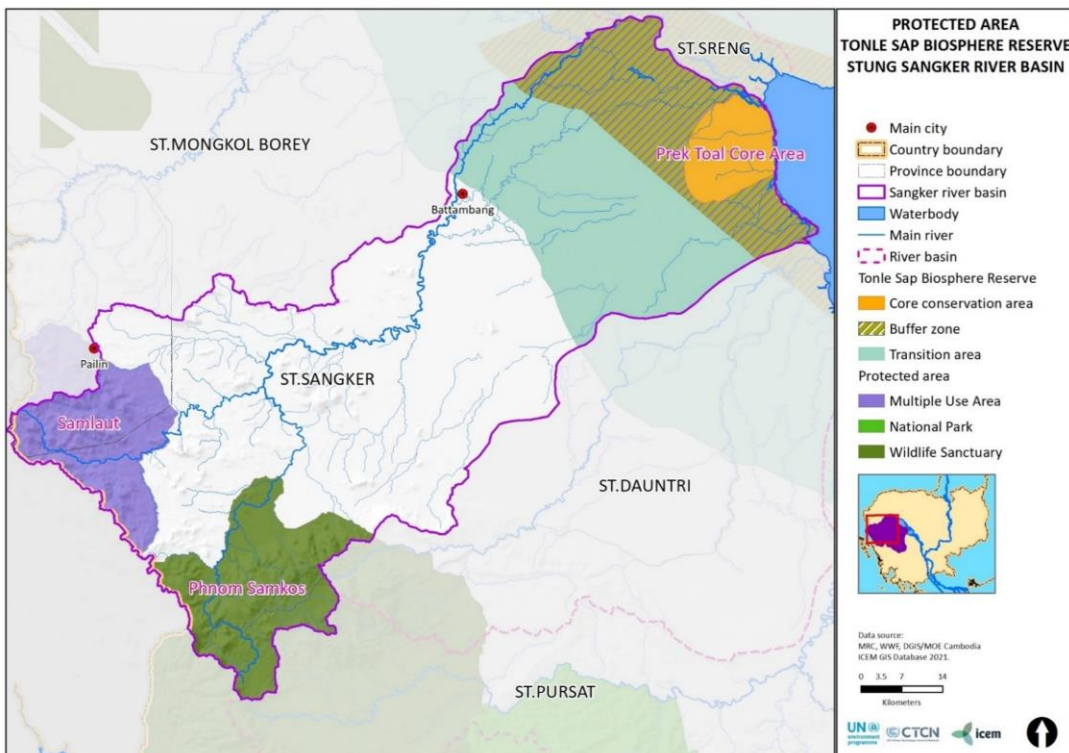 ST.SRENG
ST.MONGKOL BOREY
Prek Toal Core Area
Battambang
Pailin
ST.SANGKER
Samlaut
ST.DAUNTRI
Phnom Samkos
ST.PURSAT
PROTECTED AREA
TONLE SAP BIOSPHERE RESERVE
STUNG SANGKER RIVER BASIN
Main city
Country boundary
Province boundary
Sangker river basin
Waterbody
Main river
River basin
Tonle Sap Biosphere Reserve
Core conservation area
Buffer zone
Transition area
Protected area
Multiple Use Area
National Park
Wildlife Sanctuary
Data source:
MRC, WWF, DGIS/MOE Cambodia
ICEM GIS Database 2021.
0 3.5 7 14
Kilometers
UN
environment
programme
CTCN
icem